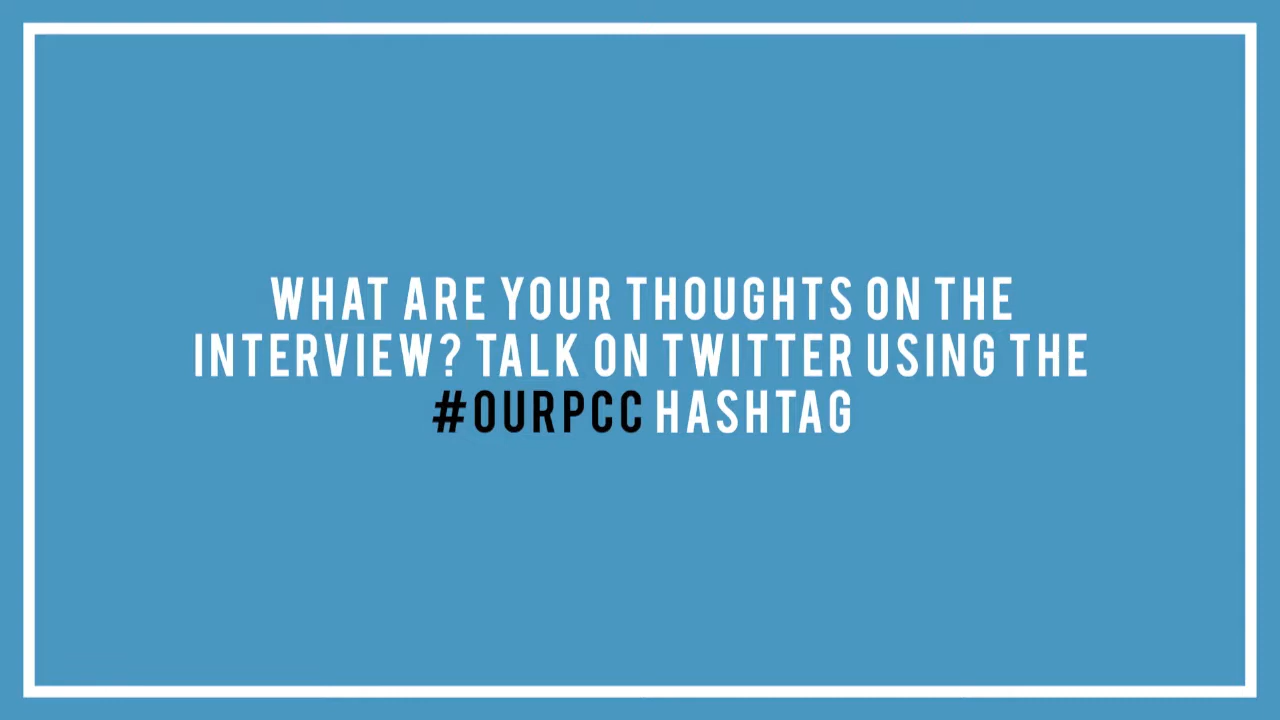 WHAT ARE YOUR THOUGHTS ON THE
INTERVIEW? TALK ON TWITTER USING THE
#OURPCC HASHTAG